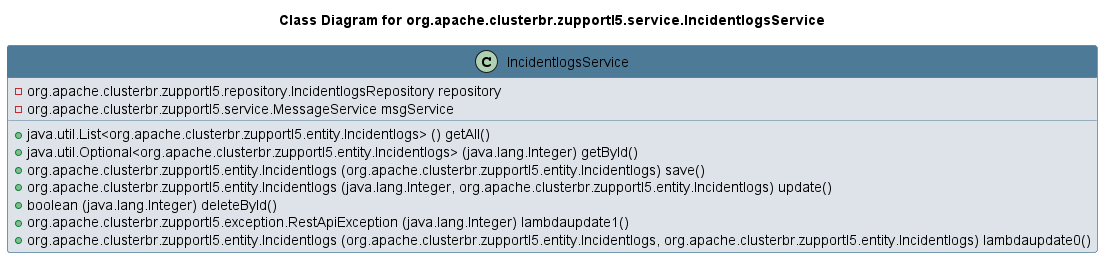 Class Diagram for org.apache.clusterbr.zupportl5.service.IncidentlogsService
C IncidentlogsService
org.apache.clusterbr.zupportl5.repository.IncidentlogsRepository repository
org.apache.clusterbr.zupportl5.service.MessageService msgService
java.util.List<org.apache.clusterbr.zupportl5.entity.Incidentlogs> () getAll()
java.util.Optional<org.apache.clusterbr.zupportl5.entity.Incidentlogs> (java.lang.Integer) getById()
org.apache.clusterbr.zupportl5.entity.Incidentlogs (org.apache.clusterbr.zupportl5.entity.Incidentlogs) save()
org.apache.clusterbr.zupportl5.entity.Incidentlogs (java.lang.Integer, org.apache.clusterbr.zupportl5.entity.Incidentlogs) update()
boolean (java.lang.Integer) deleteById()
org.apache.clusterbr.zupportl5.exception.RestApiException (java.lang.Integer) lambdaupdate1()
org.apache.clusterbr.zupportl5.entity.Incidentlogs (org.apache.clusterbr.zupportl5.entity.Incidentlogs, org.apache.clusterbr.zupportl5.entity.Incidentlogs) lambdaupdate0()